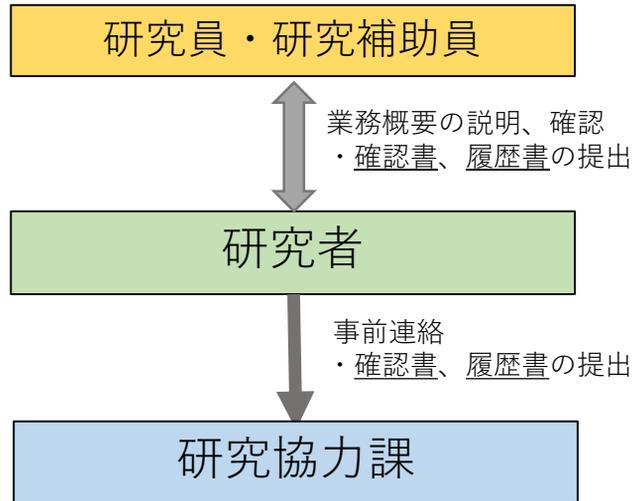 研究員・研究補助員
業務概要の説明、確認
・確認書、履歴書の提出
研究者
事前連絡
・確認書、履歴書の提出
研究協力課